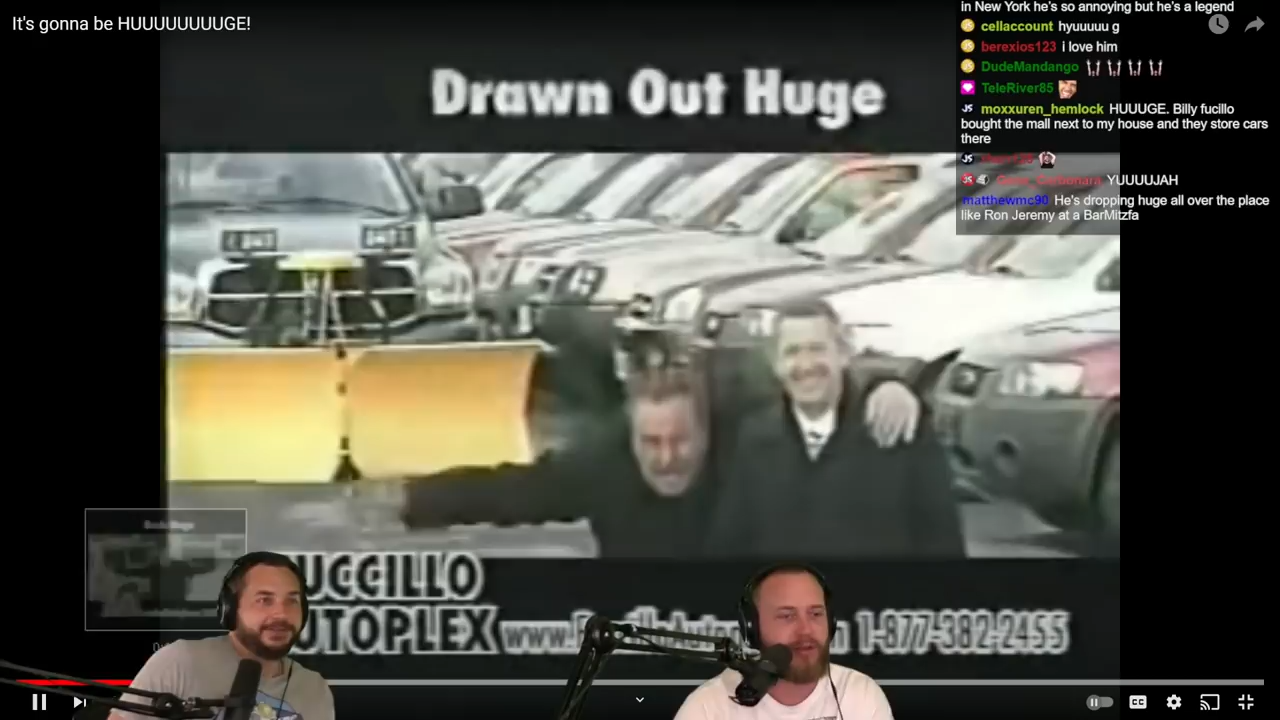 It's gonna be HUUUUUUUUGE!
in New York he's so annoying but he's a legend
cellaccount hyuuuu g
berexios123 i love him
DudeMandango
TeleRiver85
moxxuren_hemlock HUUUGE. Billy fucillo
bought the mall next to my house and they store cars
there
YUUUUJAH
matthewmc90 He's dropping huge all over the place
like Ron Jeremy at a BarMitzfa
Drawn Out Huge
UCCILLO
UTOPLEX
1-877-382-2455
CC